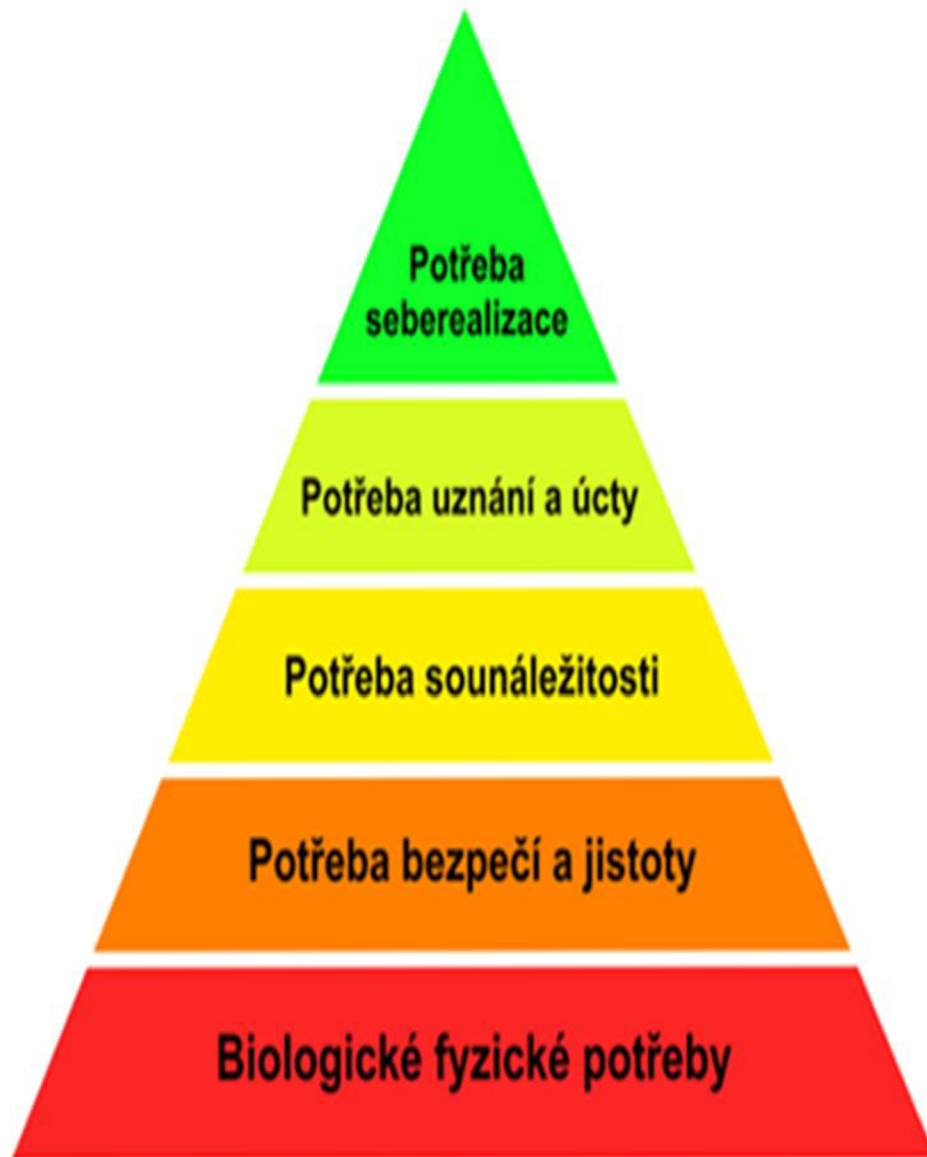 Potřeba
seberealizace
Potřeba uznání a úcty
Potřeba sounáležitosti
Potřeba bezpečí a jistoty
Biologické fyzické potřeby